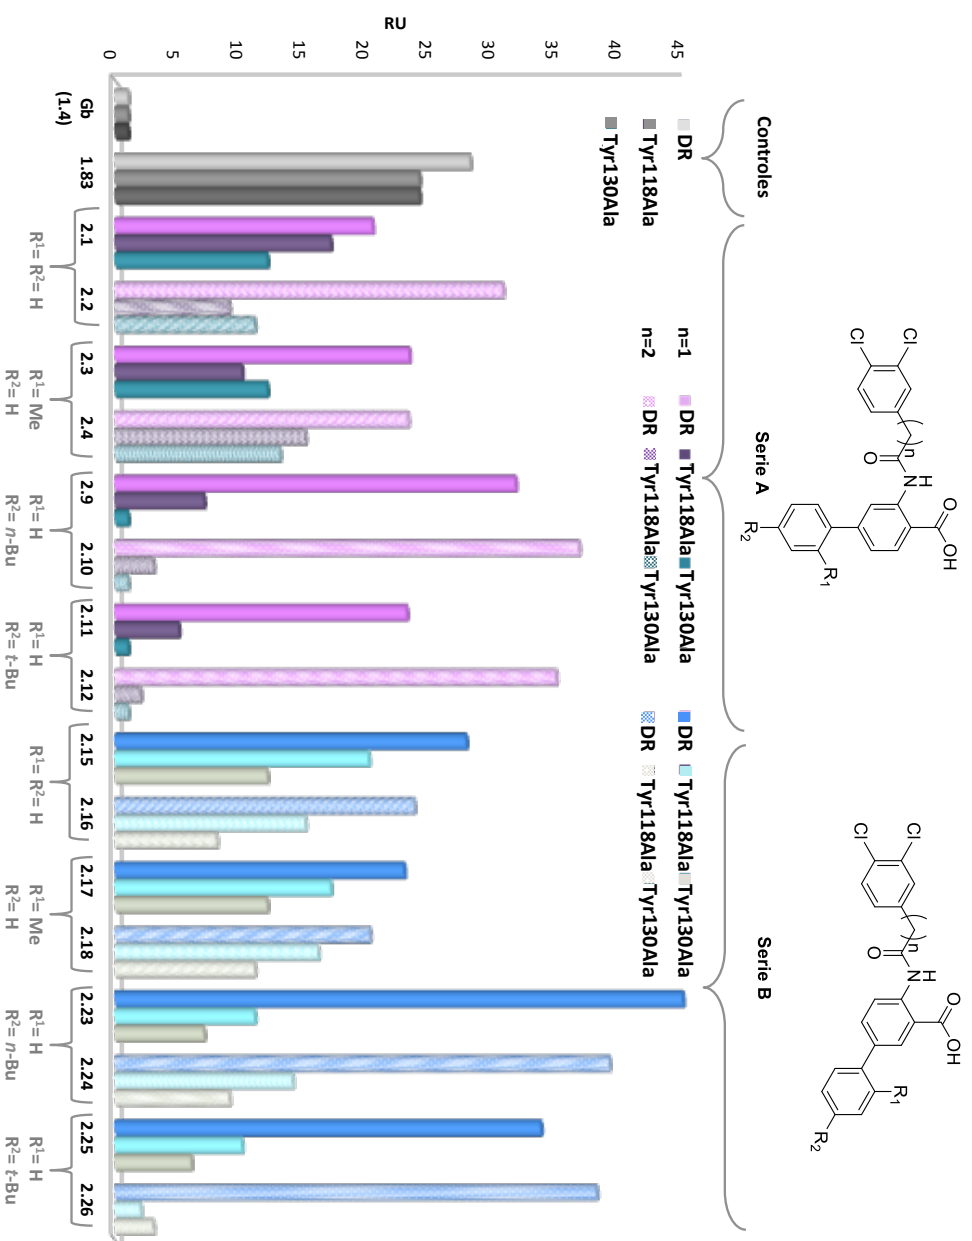 Cl
Cl
n
O
N
H
O
OH
R1
R2
Cl
Cl
n
O
N
H
O
OH
R1
R2
Controles
Serie A
Serie B
DR
Tyr118Ala
Tyr130Ala
n=1 DR Tyr118Ala Tyr130Ala
n=2 DR Tyr118Ala Tyr130Ala
DR Tyr118Ala Tyr130Ala
DR Tyr118Ala Tyr130Ala
RU
45
40
35
30
25
20
15
10
5
0
Gb (1.4) 1.83 2.1 2.2 2.3 2.4 2.9 2.10 2.11 2.12 2.15 2.16 2.17 2.18 2.23 2.24 2.25 2.26
R¹= R²= H
R¹= Me
R²= H
R¹= H
R²= n-Bu
R¹= H
R²= t-Bu
R¹= R²= H
R¹= Me
R²= H
R¹= H
R²= n-Bu
R¹= H
R²= t-Bu